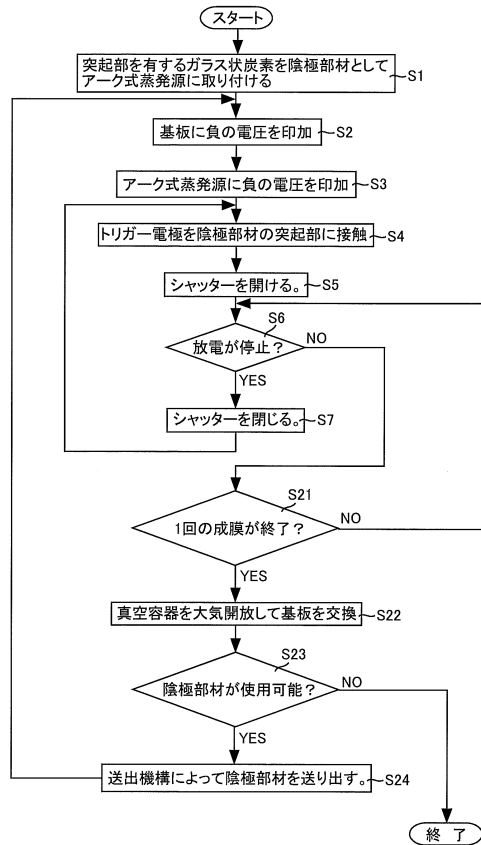 スタート
突起部を有するガラス状炭素を陰極部材として
アーク式蒸発源に取り付ける
S1
基板に負の電圧を印加
S2
アーク式蒸発源に負の電圧を印加
S3
トリガー電極を陰極部材の突起部に接触
S4
シャッターを開ける。
S5
放電が停止？
S6
NO
YES
シャッターを閉じる。
S7
1回の成膜が終了？
S21
NO
YES
真空容器を大気開放して基板を交換
S22
陰極部材が使用可能？
S23
NO
YES
送出機構によって陰極部材を送り出す。
S24
終 了